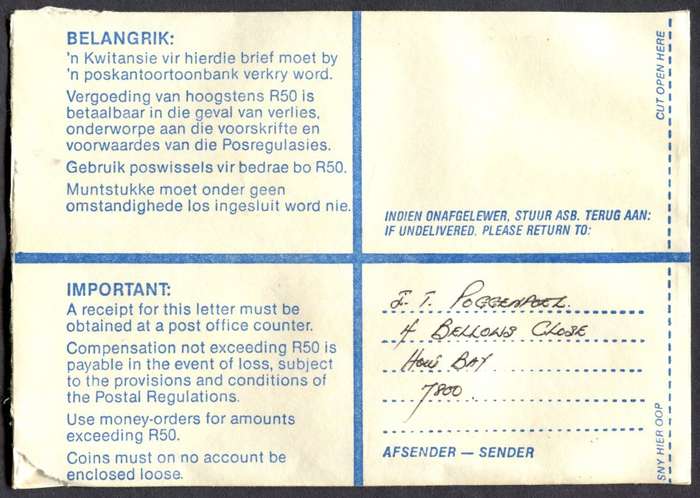 BELANGRIK:
'n Kwitansie vir hierdie brief moet by
'n poskantoortoonbank verkry word.
Vergoeding van hoogstens R50 is
betaalbaar in die geval van verlies,
onderworpe aan die voorskrifte en
voorwaardes van die Posregulasies.
Gebruik poswissels vir bedrae bo R50.
Muntstukke moet onder geen
omstandighede los ingesluit word nie.
CUT OPEN HERE
INDIEN ONAFGELEWER, STUUR ASB. TERUG AAN:
IF UNDELIVERED, PLEASE RETURN TO:
IMPORTANT:
A receipt for this letter must be
obtained at a post office counter.
Compensation not exceeding R50 is
payable in the event of loss, subject
to the provisions and conditions of
the Postal Regulations.
Use money-orders for amounts
exceeding R50.
Coins must on no account be
enclosed loose.
I. T. POGGENPOEL
4 BELLOWS CLOSE
HOUT BAY
7800
AFSENDER — SENDER
SNY HIER OOP